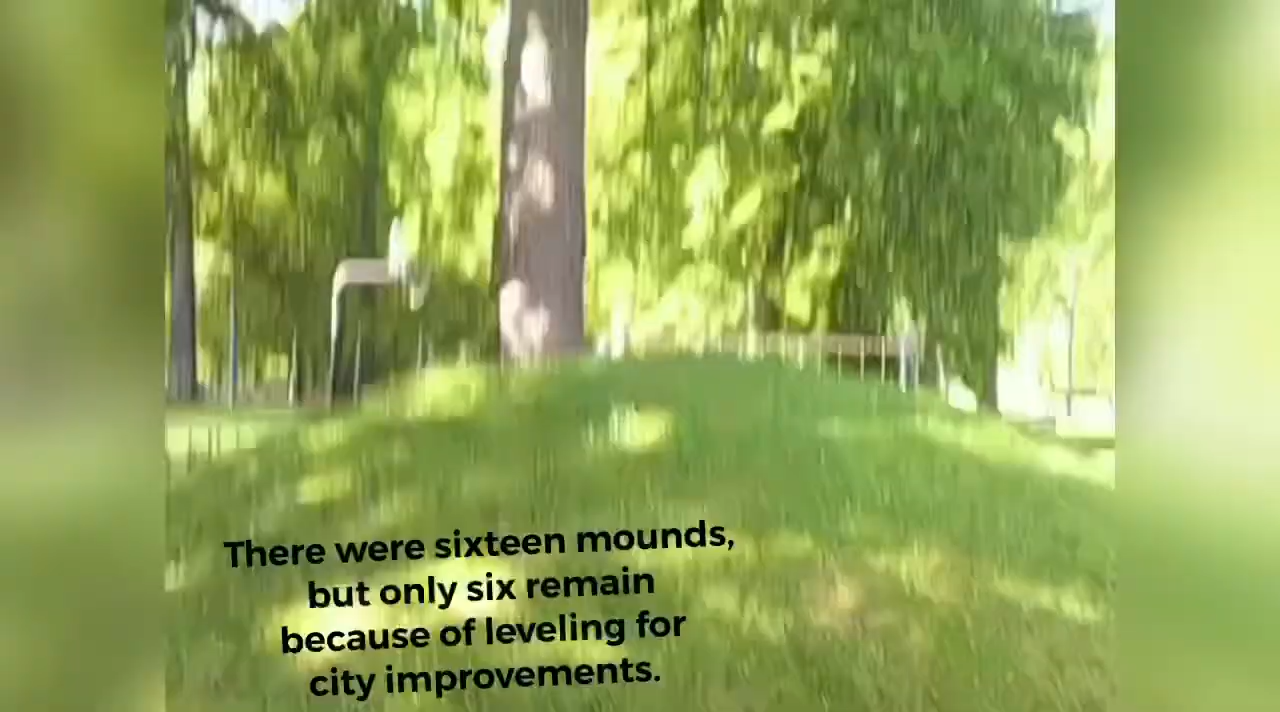 There were sixteen mounds,
but only six remain
because of leveling for
city improvements.